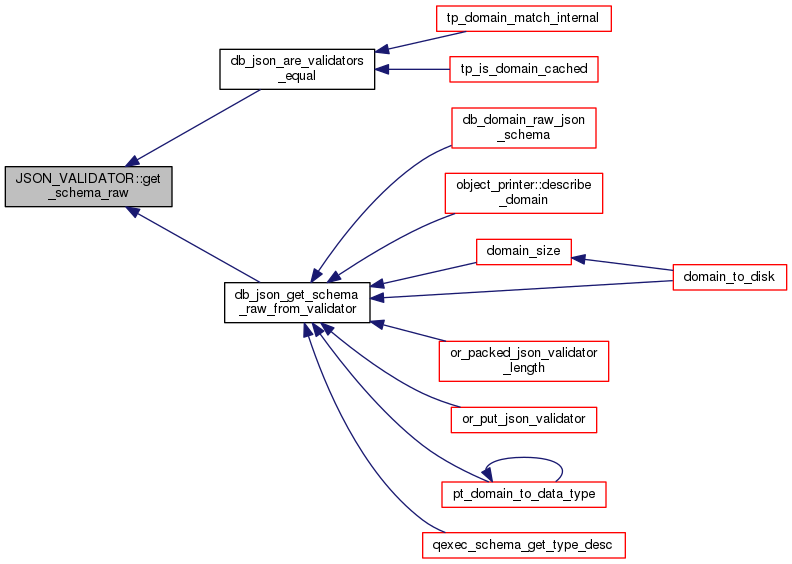 JSON_VALIDATOR::get
_schema_raw
db_json_are_validators
_equal
tp_domain_match_internal
tp_is_domain_cached
db_json_get_schema
_raw_from_validator
db_domain_raw_json
_schema
object_printer::describe
_domain
domain_size
domain_to_disk
or_packed_json_validator
_length
or_put_json_validator
pt_domain_to_data_type
qexec_schema_get_type_desc